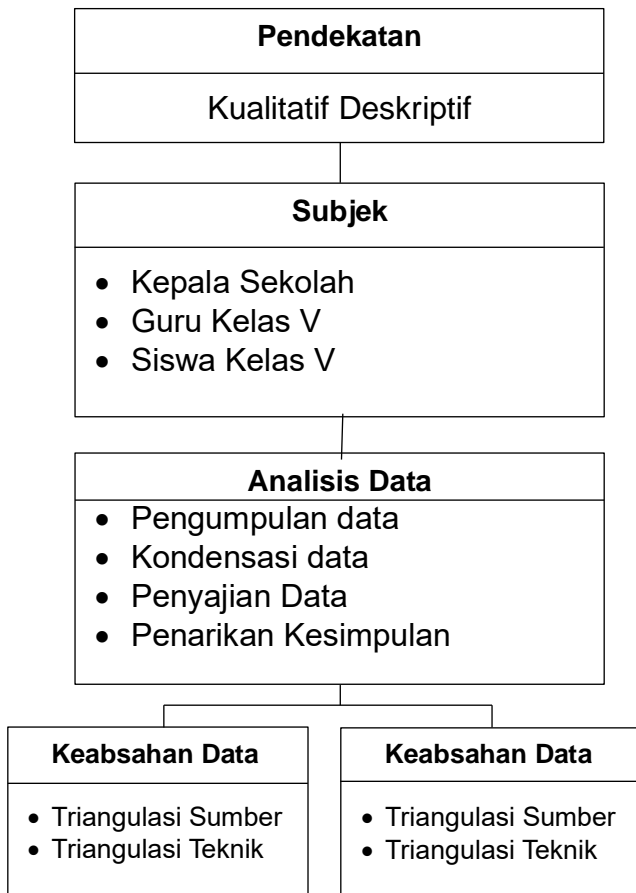 Pendekatan
Kualitatif Deskriptif
Subjek
• Kepala Sekolah
• Guru Kelas V
• Siswa Kelas V
Analisis Data
• Pengumpulan data
• Kondensasi data
• Penyajian Data
• Penarikan Kesimpulan
Keabsahan Data
• Triangulasi Sumber
• Triangulasi Teknik
Keabsahan Data
• Triangulasi Sumber
• Triangulasi Teknik